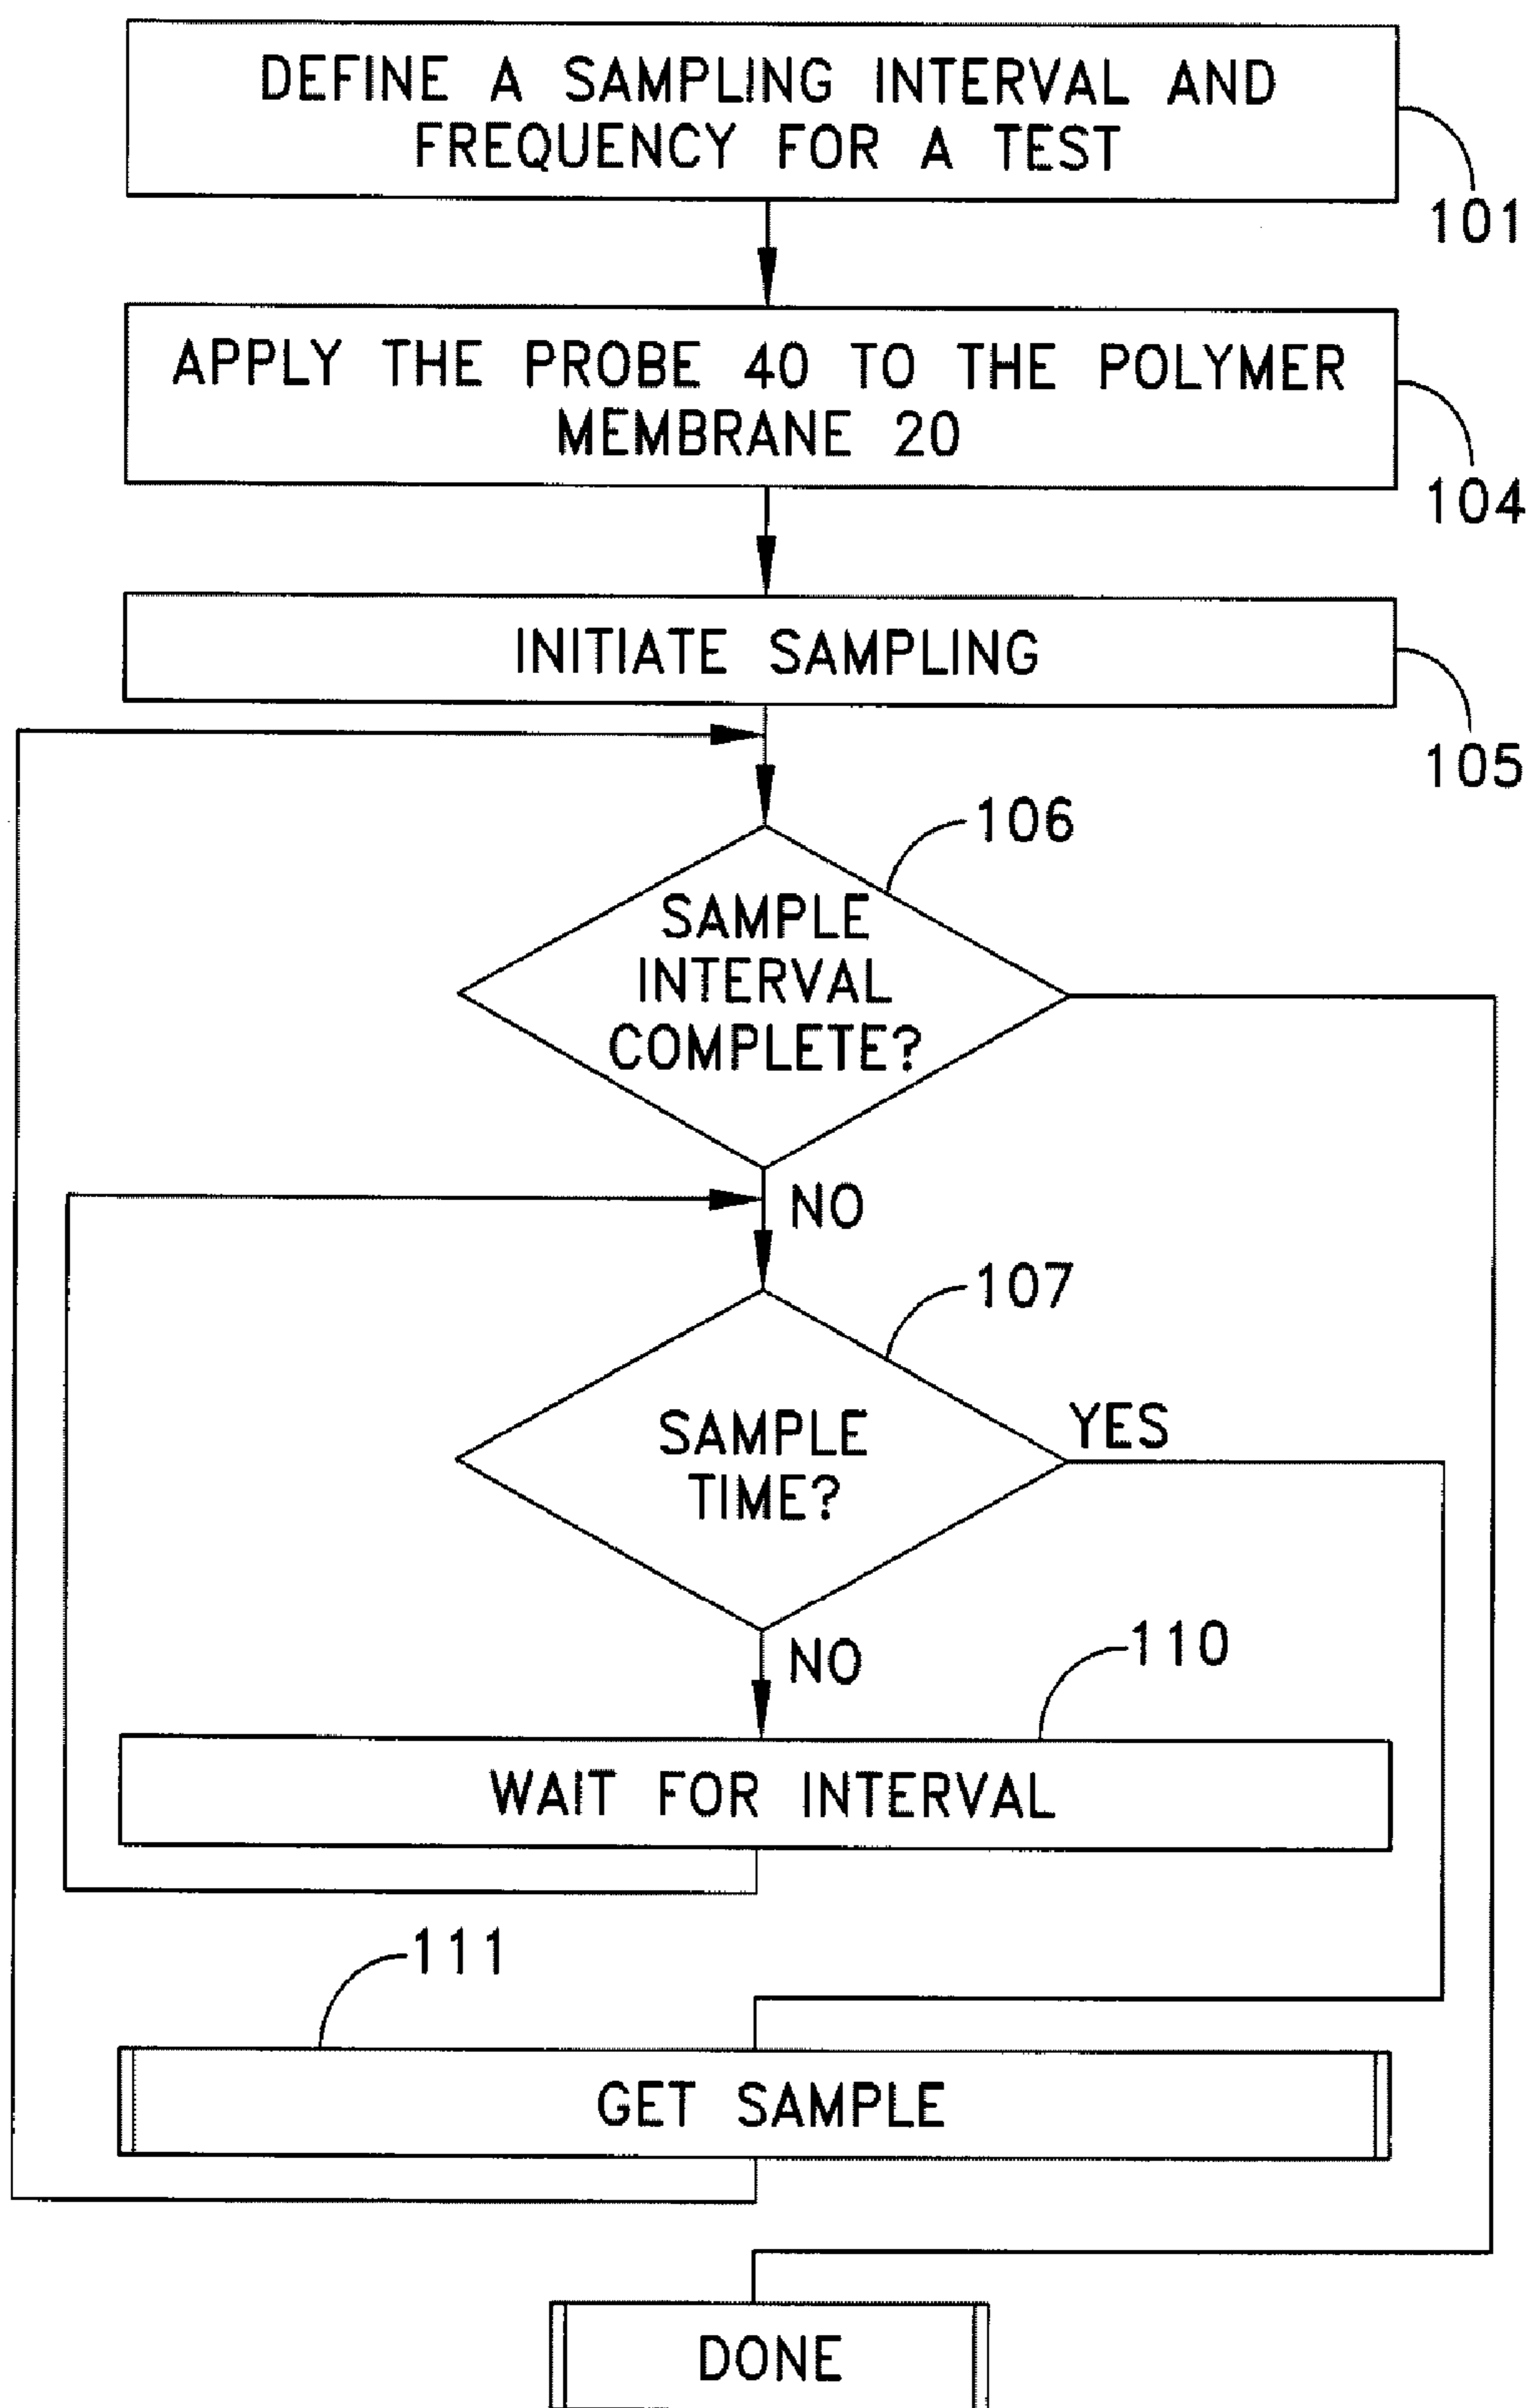 DEFINE A SAMPLING INTERVAL AND
FREQUENCY FOR A TEST
101
APPLY THE PROBE 40 TO THE POLYMER
MEMBRANE 20
104
INITIATE SAMPLING
105
106
SAMPLE
INTERVAL
COMPLETE?
NO
107
SAMPLE
TIME?
YES
NO
110
WAIT FOR INTERVAL
111
GET SAMPLE
DONE